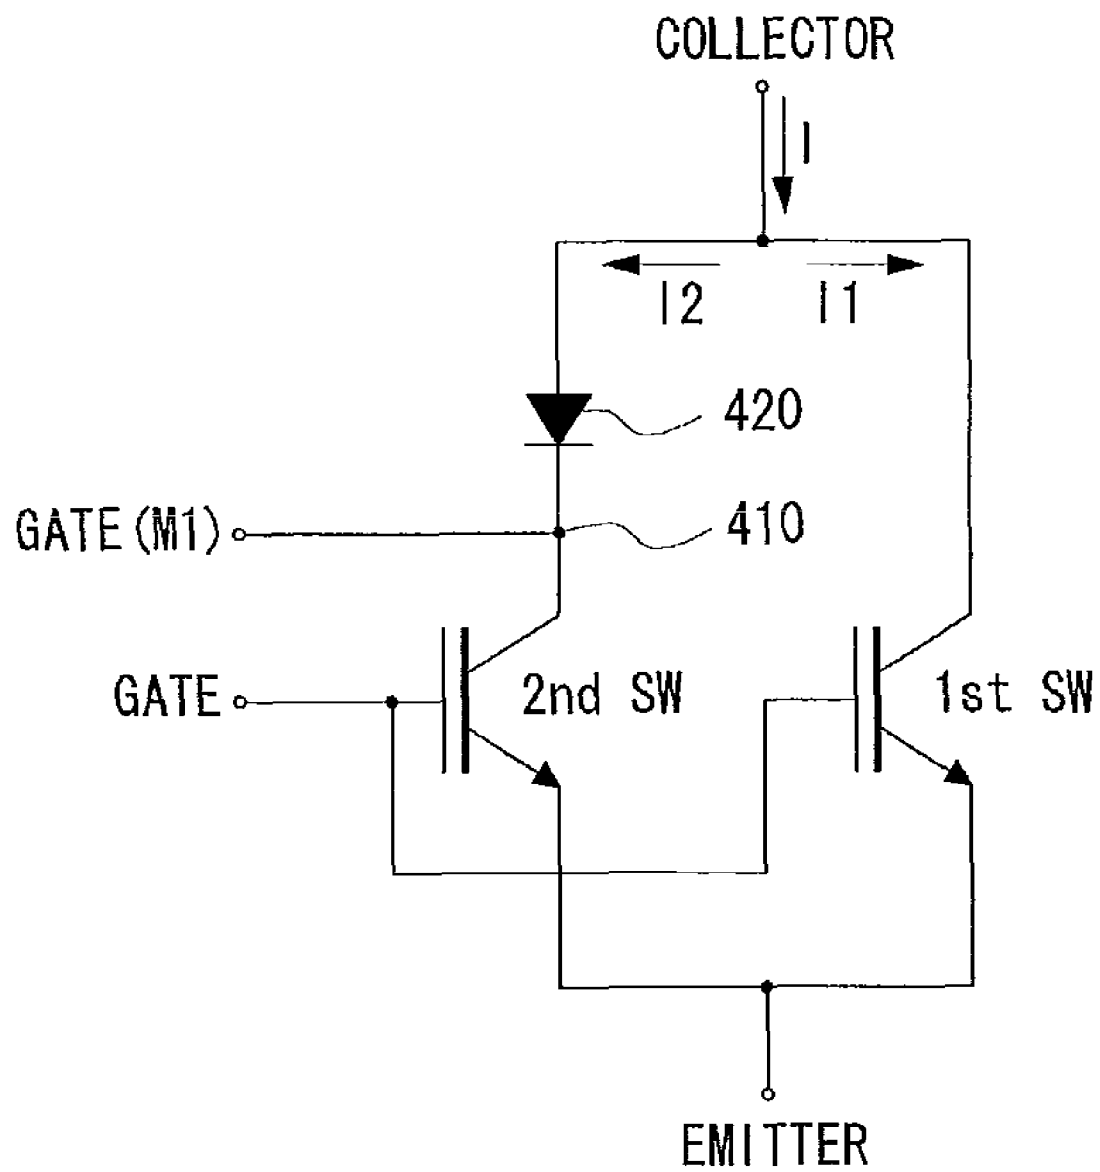 COLLECTOR
I
I2
I1
420
GATE(M1)
410
GATE
2nd SW
1st SW
EMITTER